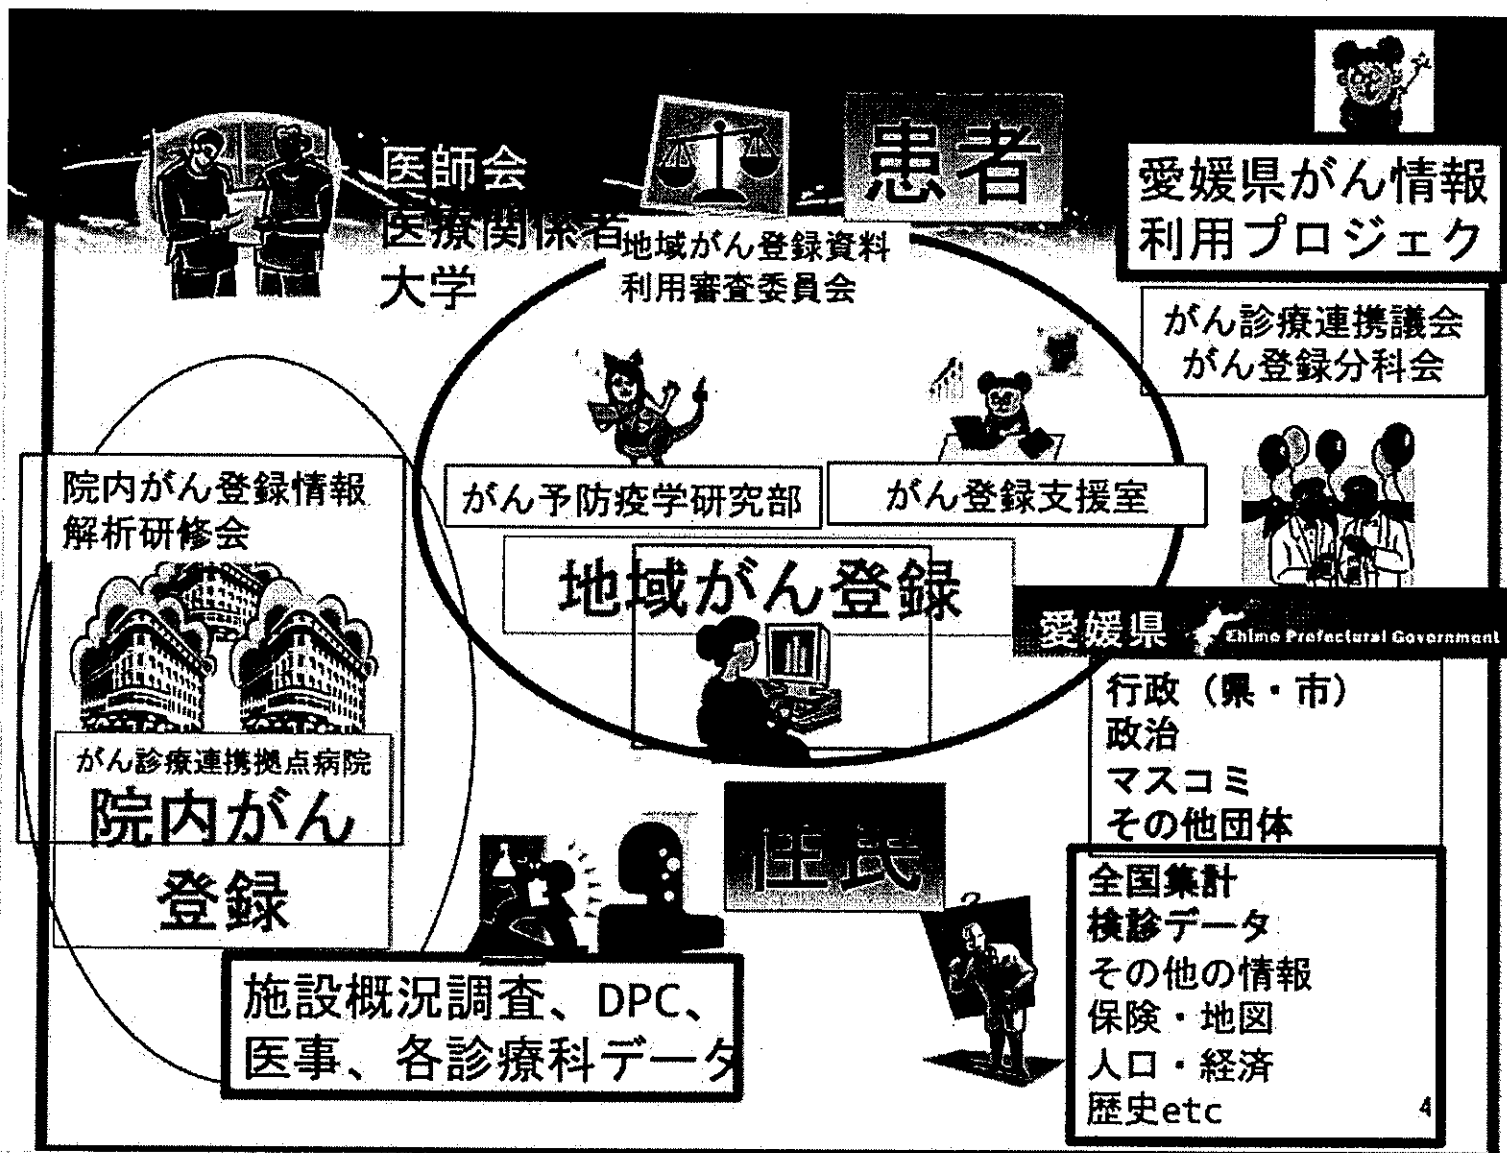 患者
愛媛県がん情報
利用プロジェク
医師会
医療関係者
大学
地域がん登録資料
利用審査委員会
がん診療連携議会
がん登録分科会
がん予防疫学研究部
がん登録支援室
地域がん登録
院内がん登録情報
解析研修会
がん診療連携拠点病院
院内がん
登録
愛媛県
Ehime Prefectural Government
行政（県・市）
政治
マスコミ
その他団体
住民
全国集計
検診データ
その他の情報
保険・地図
人口・経済
歴史etc
施設概況調査、DPC、
医事、各診療科データ
4